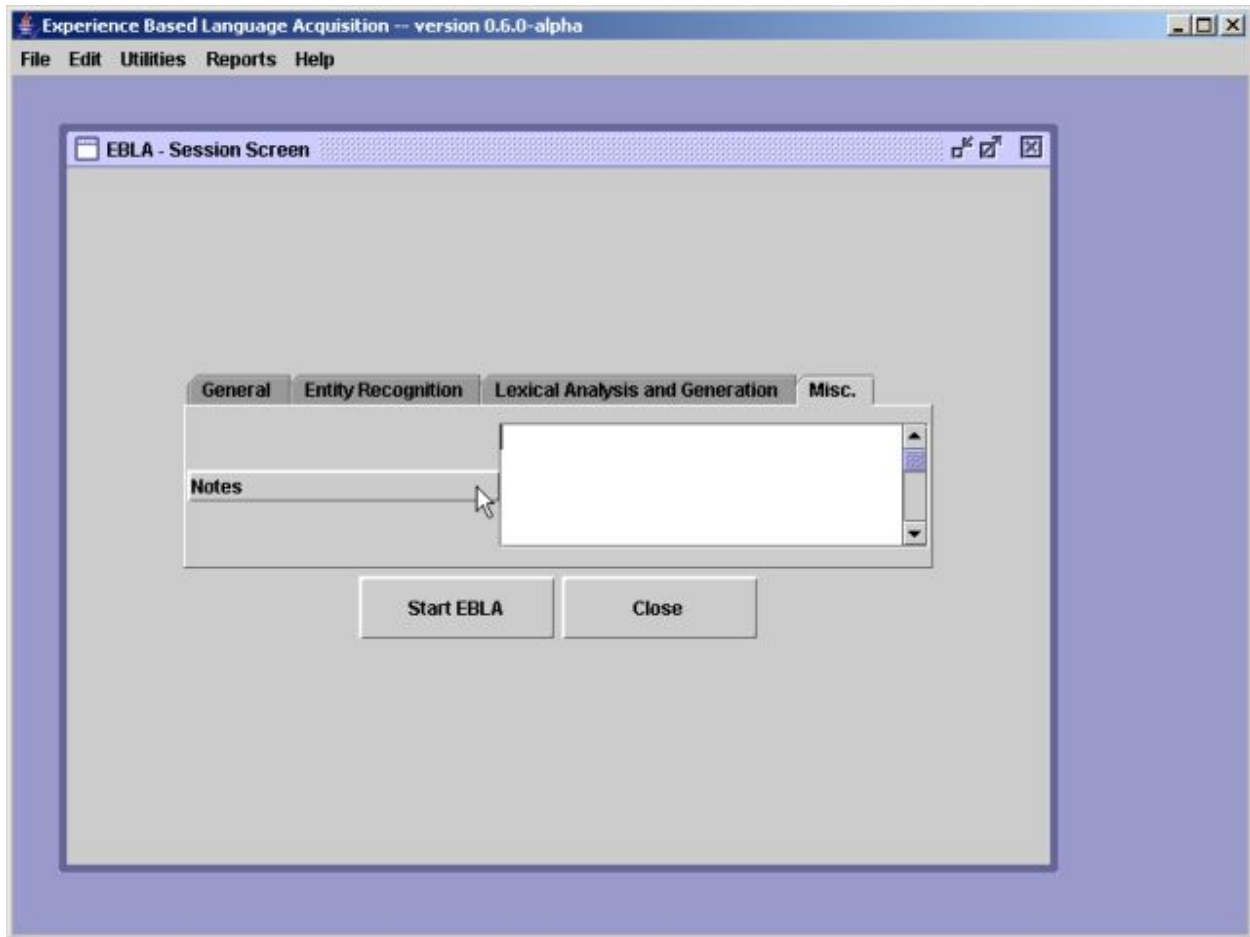 Experience Based Language Acquisition -- version 0.6.0-alpha
File Edit Utilities Reports Help
EBLA - Session Screen
General Entity Recognition Lexical Analysis and Generation Misc.
Notes
Start EBLA Close